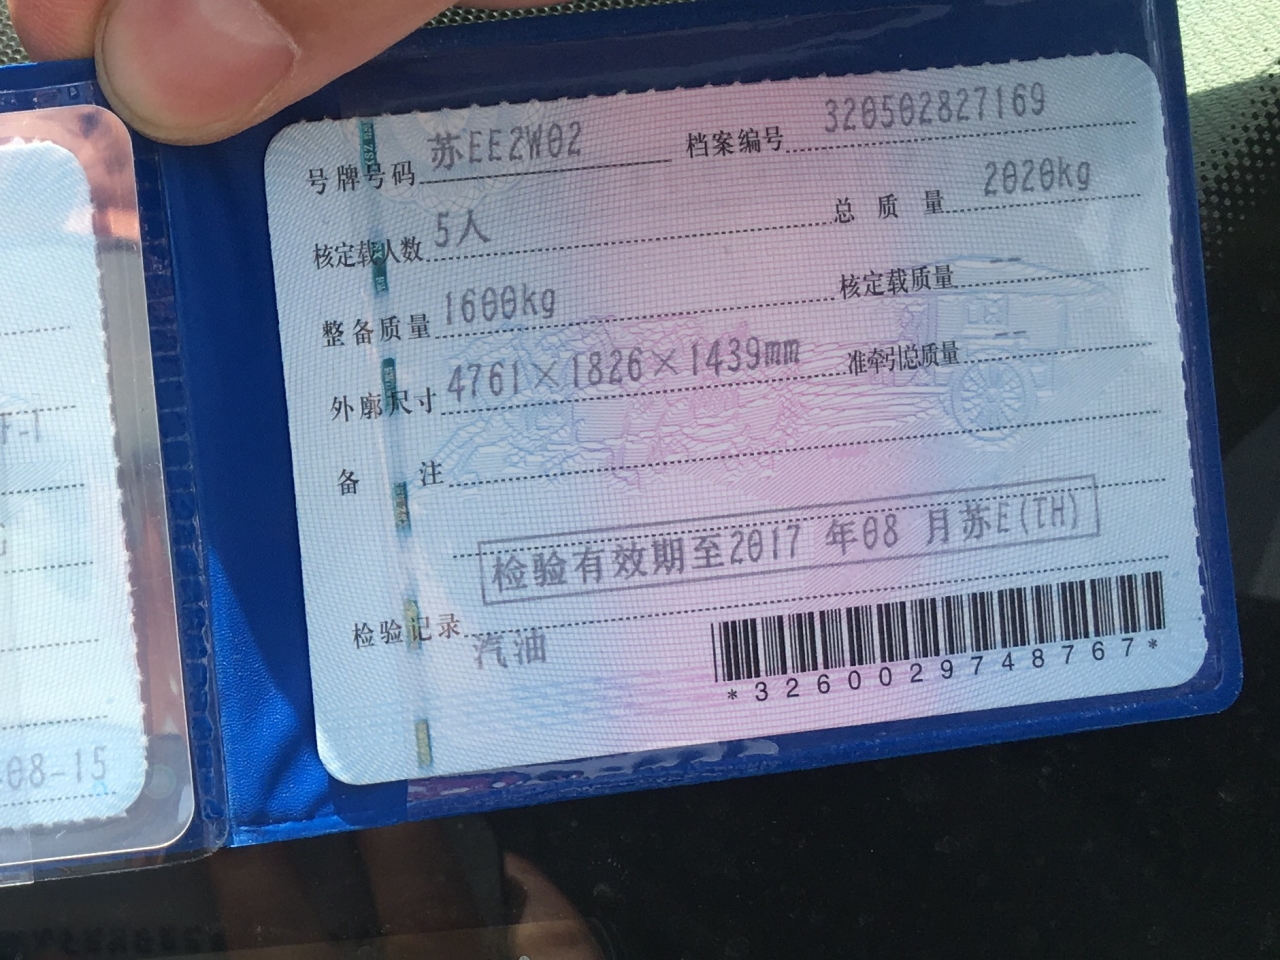 号牌号码 苏EE2W02 档案编号 320502827169
核定载人数 5人 总质量 2020kg
整备质量 1600kg 核定载质量 --
外廓尺寸 4761×1826×1439mm 准牵引总质量 --
备注
检验有效期至2017 年08 月苏E(TH)
检验记录
汽油
*3260029748767*
-08-15